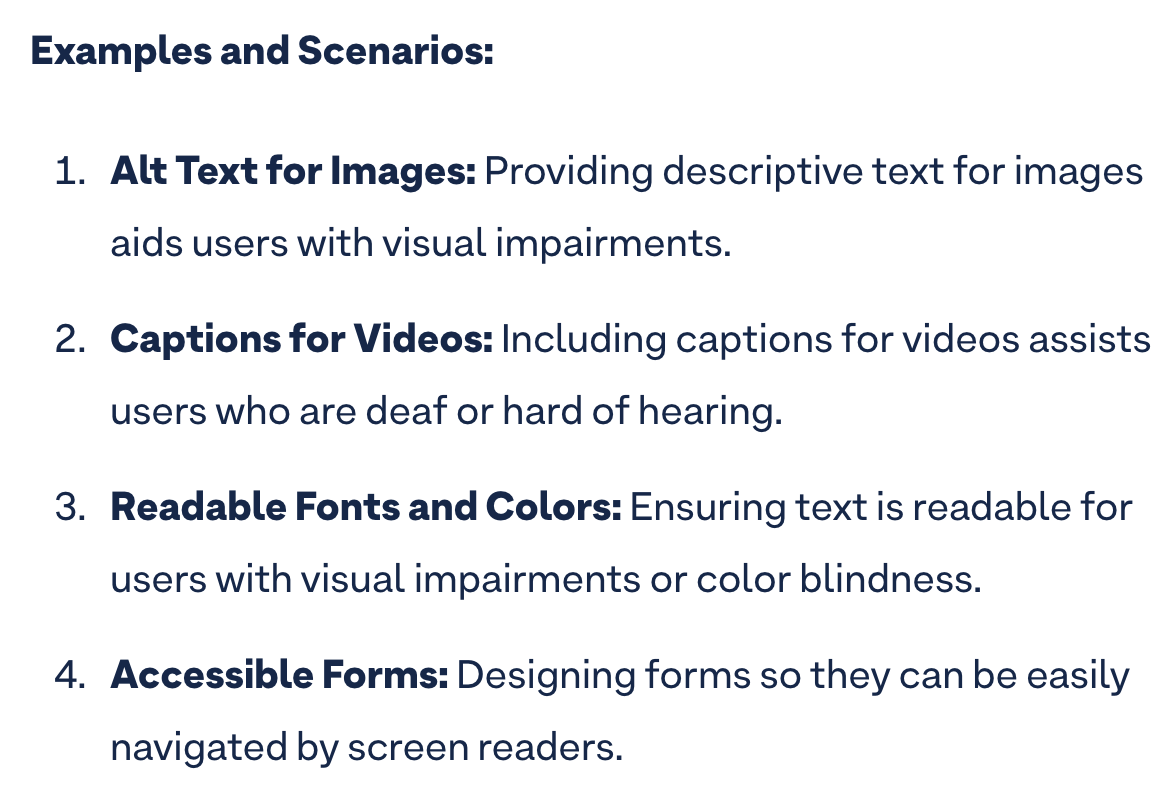 Examples and Scenarios:
1. Alt Text for Images: Providing descriptive text for images
aids users with visual impairments.
2. Captions for Videos: Including captions for videos assists
users who are deaf or hard of hearing.
3. Readable Fonts and Colors: Ensuring text is readable for
users with visual impairments or color blindness.
4. Accessible Forms: Designing forms so they can be easily
navigated by screen readers.